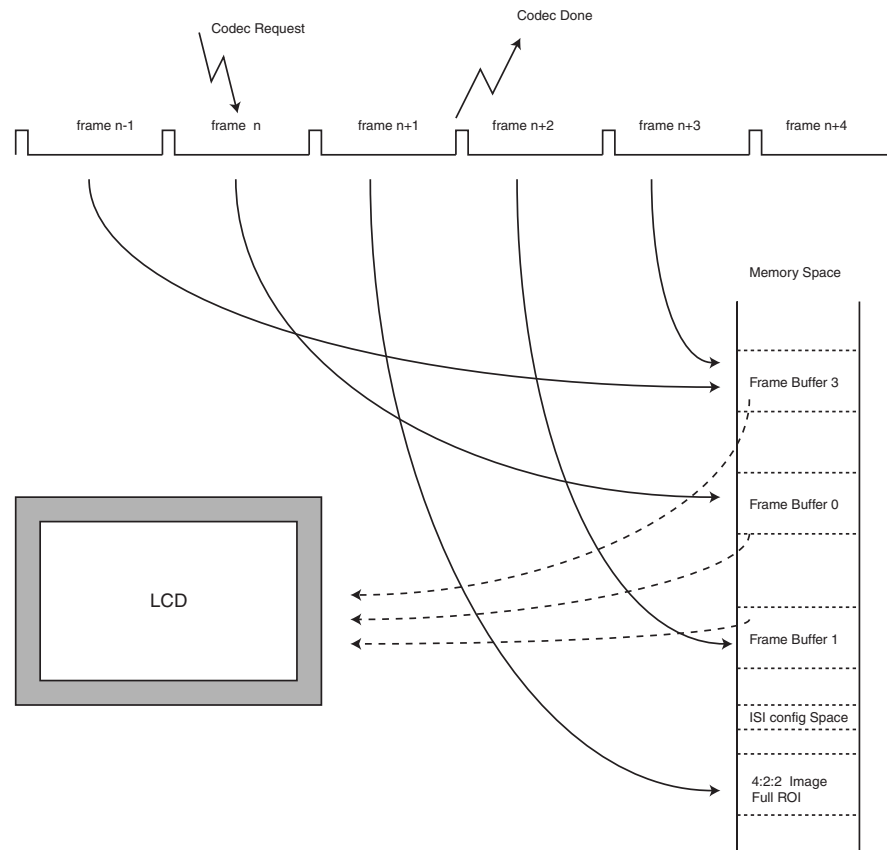 Codec Request
Codec Done
frame n-1
frame n
frame n+1
frame n+2
frame n+3
frame n+4
Memory Space
Frame Buffer 3
Frame Buffer 0
LCD
Frame Buffer 1
ISI config Space
4:2:2 Image
Full ROI